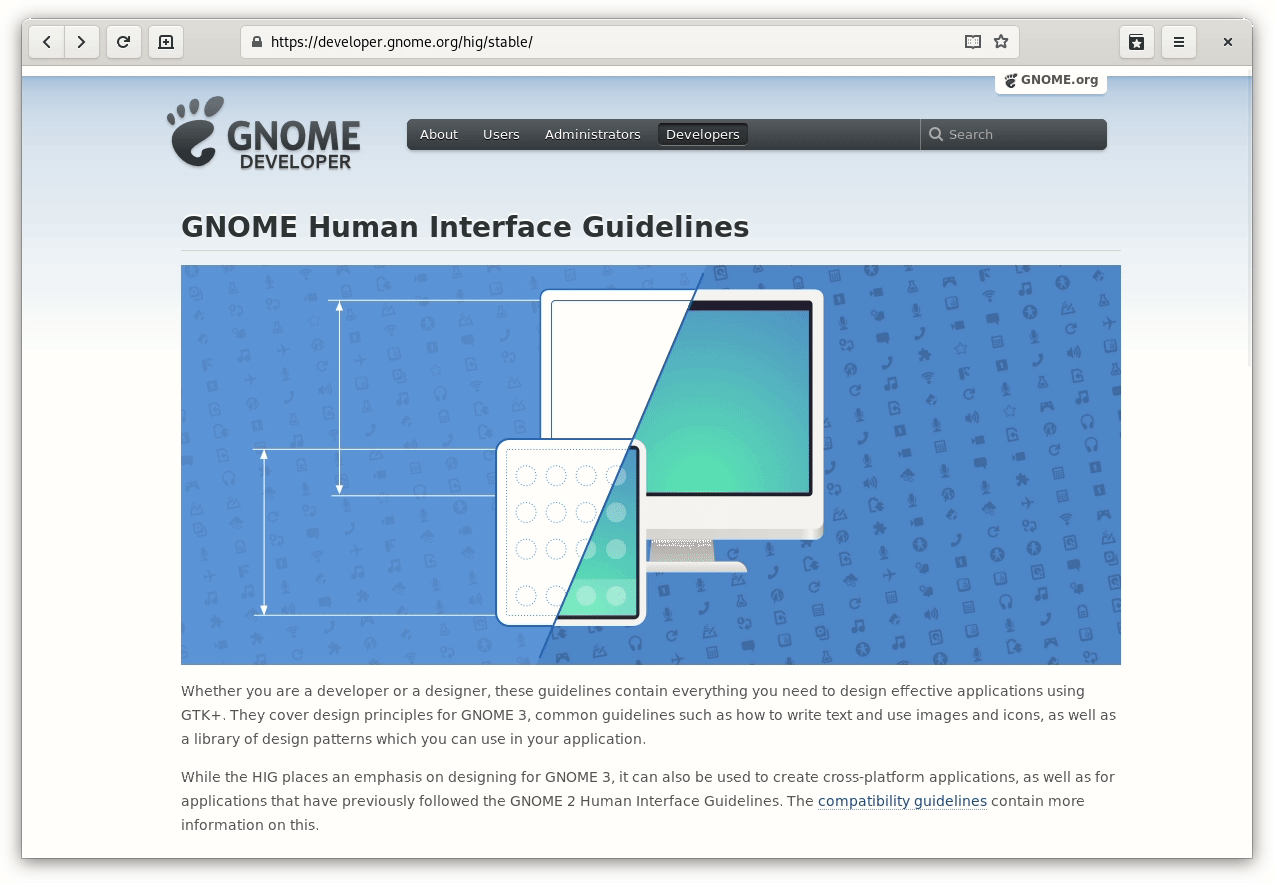 https://developer.gnome.org/hig/stable/
GNOME.org
GNOME
DEVELOPER
About Users Administrators Developers Search
GNOME Human Interface Guidelines
Whether you are a developer or a designer, these guidelines contain everything you need to design effective applications using
GTK+. They cover design principles for GNOME 3, common guidelines such as how to write text and use images and icons, as well as
a library of design patterns which you can use in your application.
While the HIG places an emphasis on designing for GNOME 3, it can also be used to create cross-platform applications, as well as for
applications that have previously followed the GNOME 2 Human Interface Guidelines. The compatibility guidelines contain more
information on this.